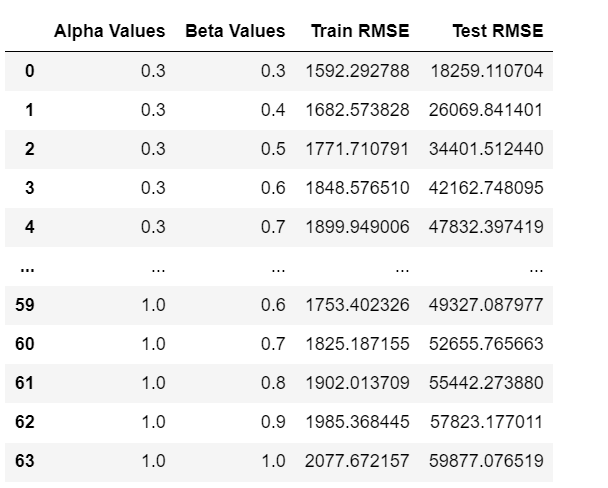 Alpha Values Beta Values Train RMSE Test RMSE
0 0.3 0.3 1592.292788 18259.110704
1 0.3 0.4 1682.573828 26069.841401
2 0.3 0.5 1771.710791 34401.512440
3 0.3 0.6 1848.576510 42162.748095
4 0.3 0.7 1899.949006 47832.397419
... ... ... ... ...
59 1.0 0.6 1753.402326 49327.087977
60 1.0 0.7 1825.187155 52655.765663
61 1.0 0.8 1902.013709 55442.273880
62 1.0 0.9 1985.368445 57823.177011
63 1.0 1.0 2077.672157 59877.076519